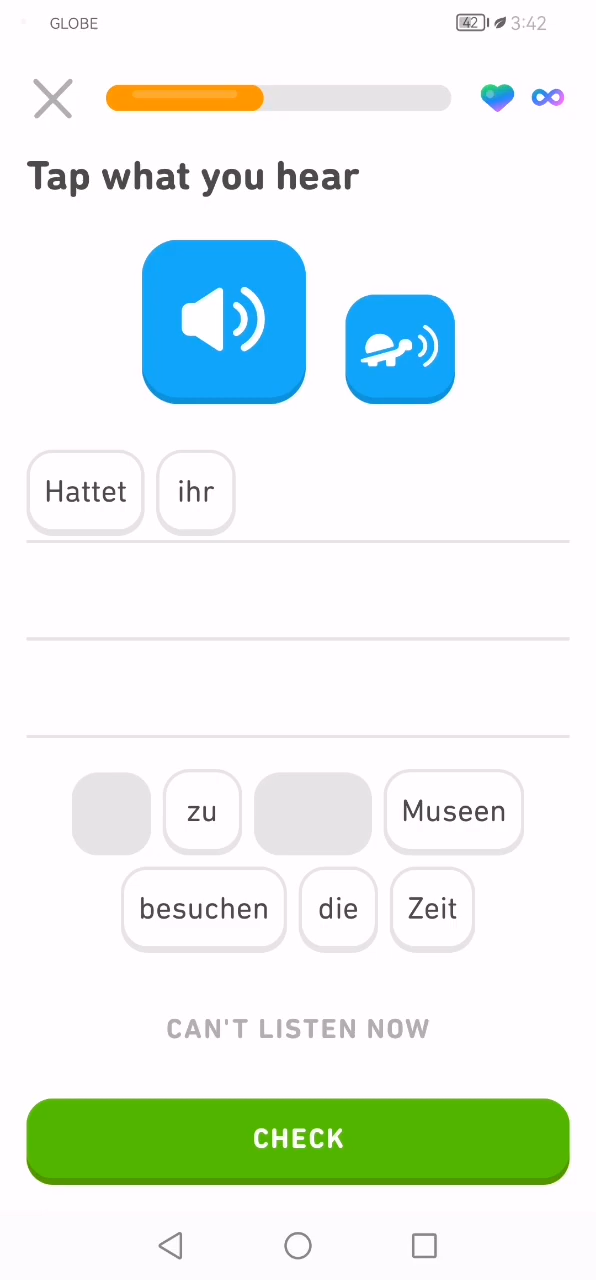 GLOBE 42 3:42
Tap what you hear
Hattet ihr
zu Museen
besuchen die Zeit
CAN'T LISTEN NOW
CHECK